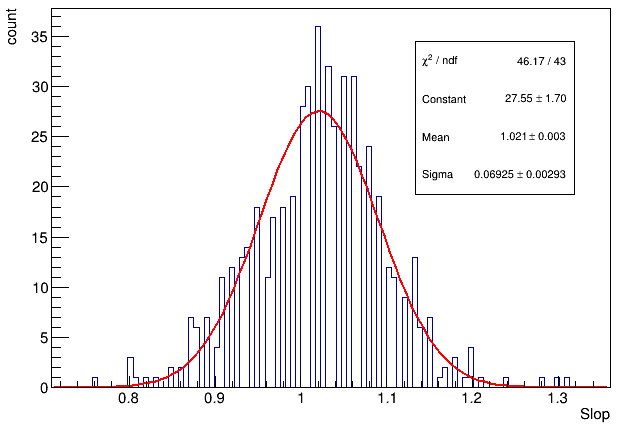 count
35
30
25
20
15
10
5
0
0.8 0.9 1 1.1 1.2 1.3
Slop
χ² / ndf 46.17 / 43
Constant 27.55 ± 1.70
Mean 1.021 ± 0.003
Sigma 0.06925 ± 0.00293